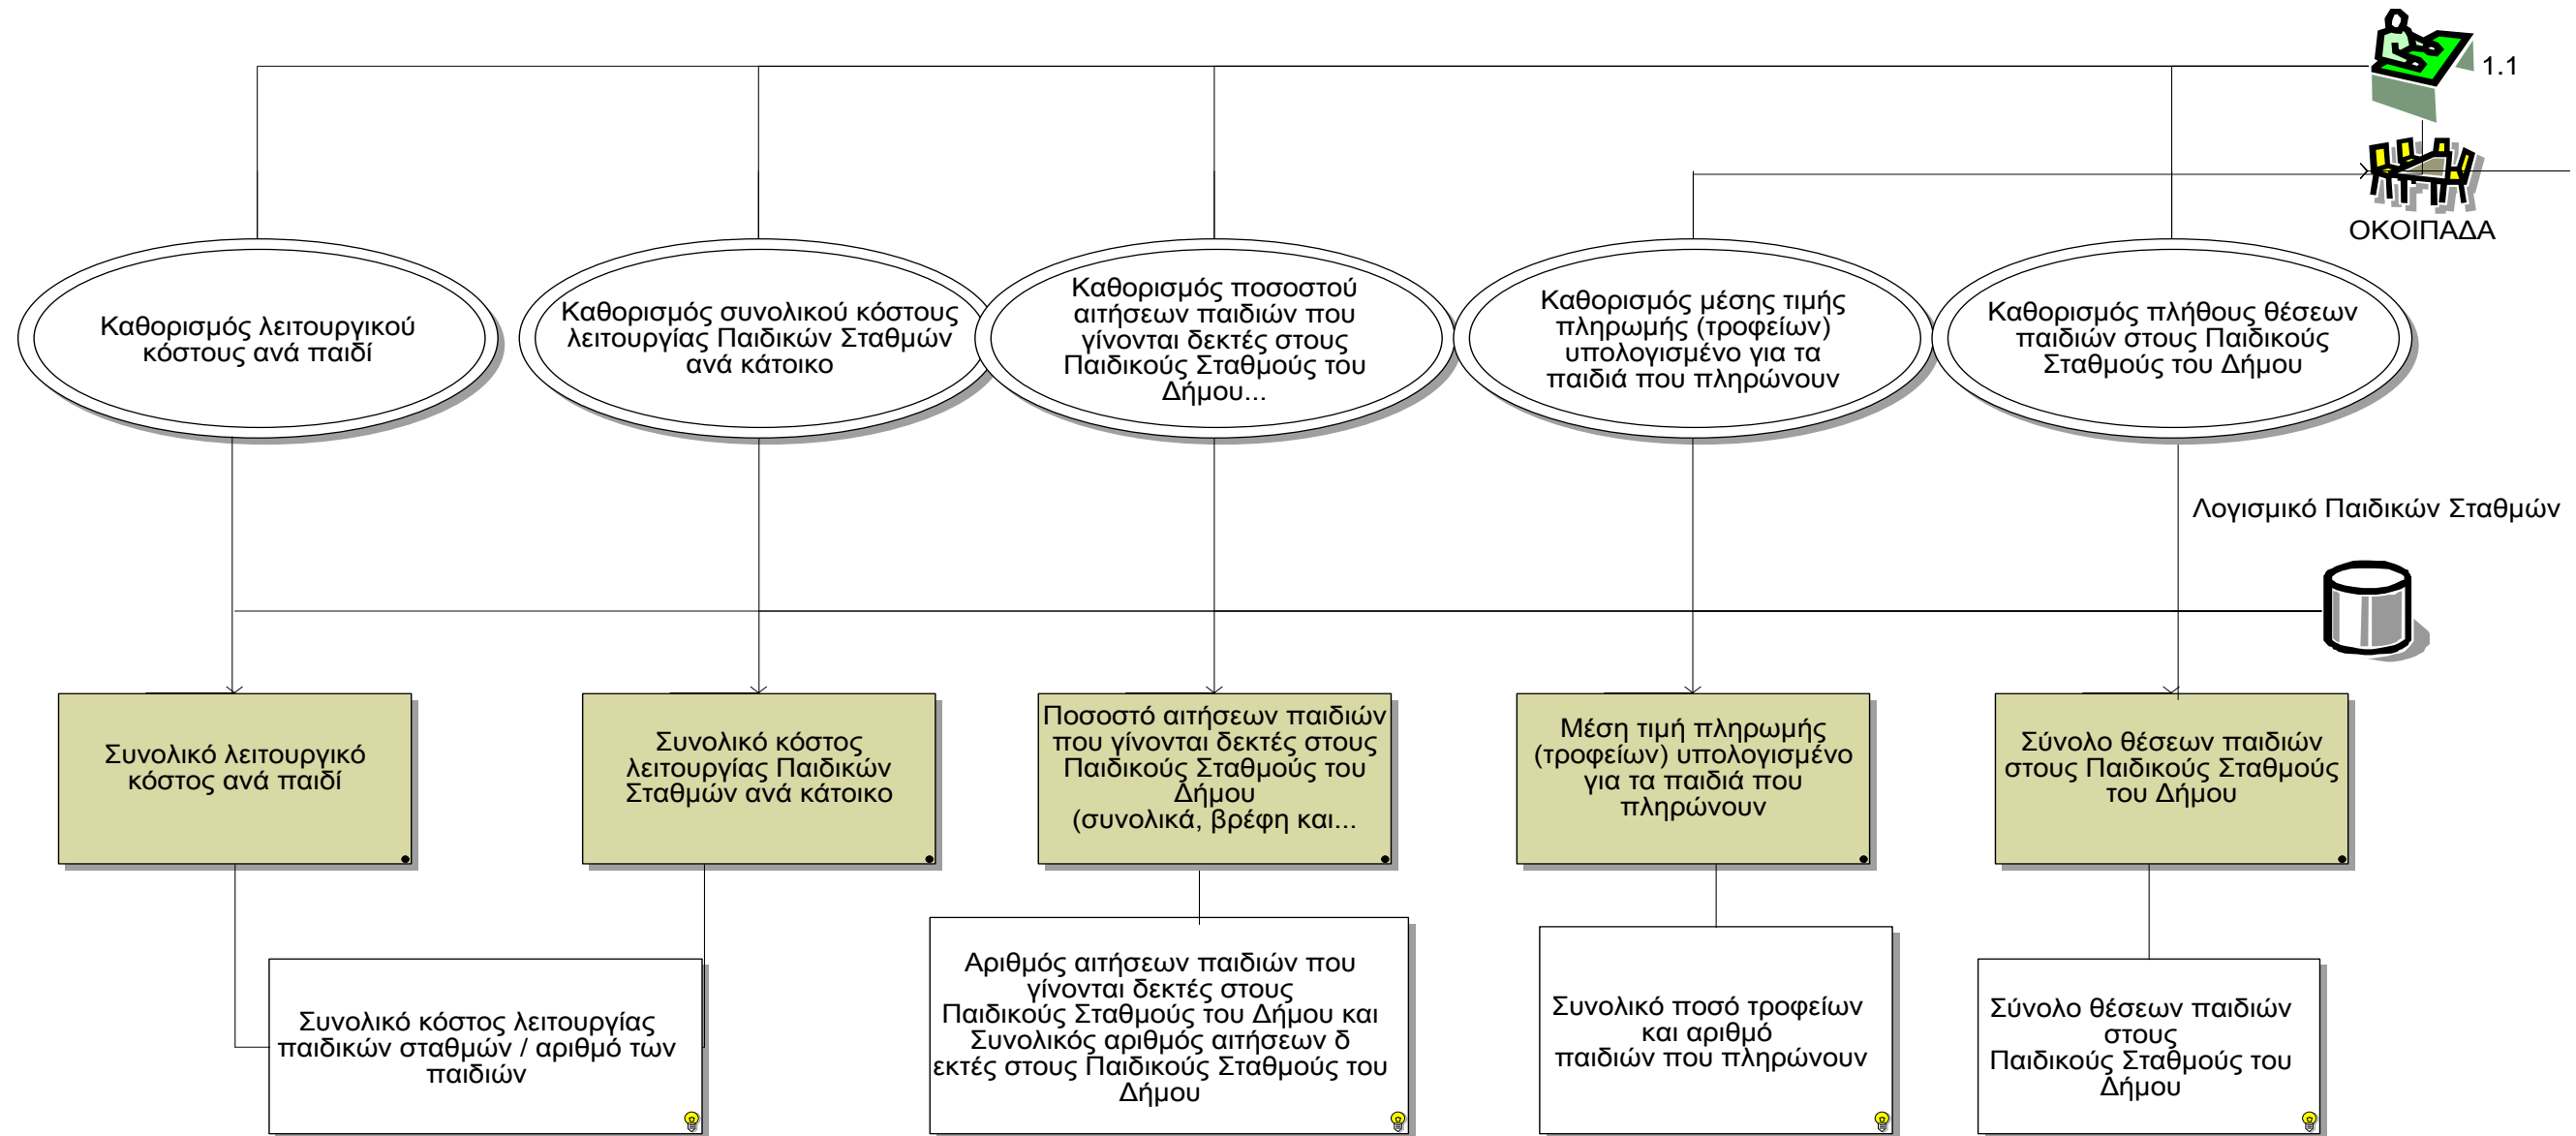 1.1
ΟΚΟΙΠΑΔΑ
Καθορισμός λειτουργικού
κόστους ανά παιδί
Καθορισμός συνολικού κόστους
λειτουργίας Παιδικών Σταθμών
ανά κάτοικο
Καθορισμός ποσοστού
αιτήσεων παιδιών που
γίνονται δεκτές στους
Παιδικούς Σταθμούς του
Δήμου...
Καθορισμός μέσης τιμής
πληρωμής (τροφείων)
υπολογισμένο για τα
παιδιά που πληρώνουν
Καθορισμός πλήθους θέσεων
παιδιών στους Παιδικούς
Σταθμούς του Δήμου
Λογισμικό Παιδικών Σταθμών
Συνολικό λειτουργικό
κόστος ανά παιδί
Συνολικό κόστος
λειτουργίας Παιδικών
Σταθμών ανά κάτοικο
Ποσοστό αιτήσεων παιδιών
που γίνονται δεκτές στους
Παιδικούς Σταθμούς του
Δήμου
(συνολικά, βρέφη και...
Μέση τιμή πληρωμής
(τροφείων) υπολογισμένο
για τα παιδιά που
πληρώνουν
Σύνολο θέσεων παιδιών
στους Παιδικούς Σταθμούς
του Δήμου
Συνολικό κόστος λειτουργίας
παιδικών σταθμών / αριθμό των
παιδιών
Αριθμός αιτήσεων παιδιών που
γίνονται δεκτές στους
Παιδικούς Σταθμούς του Δήμου και
Συνολικός αριθμός αιτήσεων δ
εκτές στους Παιδικούς Σταθμούς του
Δήμου
Συνολικό ποσό τροφείων
και αριθμό
παιδιών που πληρώνουν
Σύνολο θέσεων παιδιών
στους
Παιδικούς Σταθμούς του
Δήμου